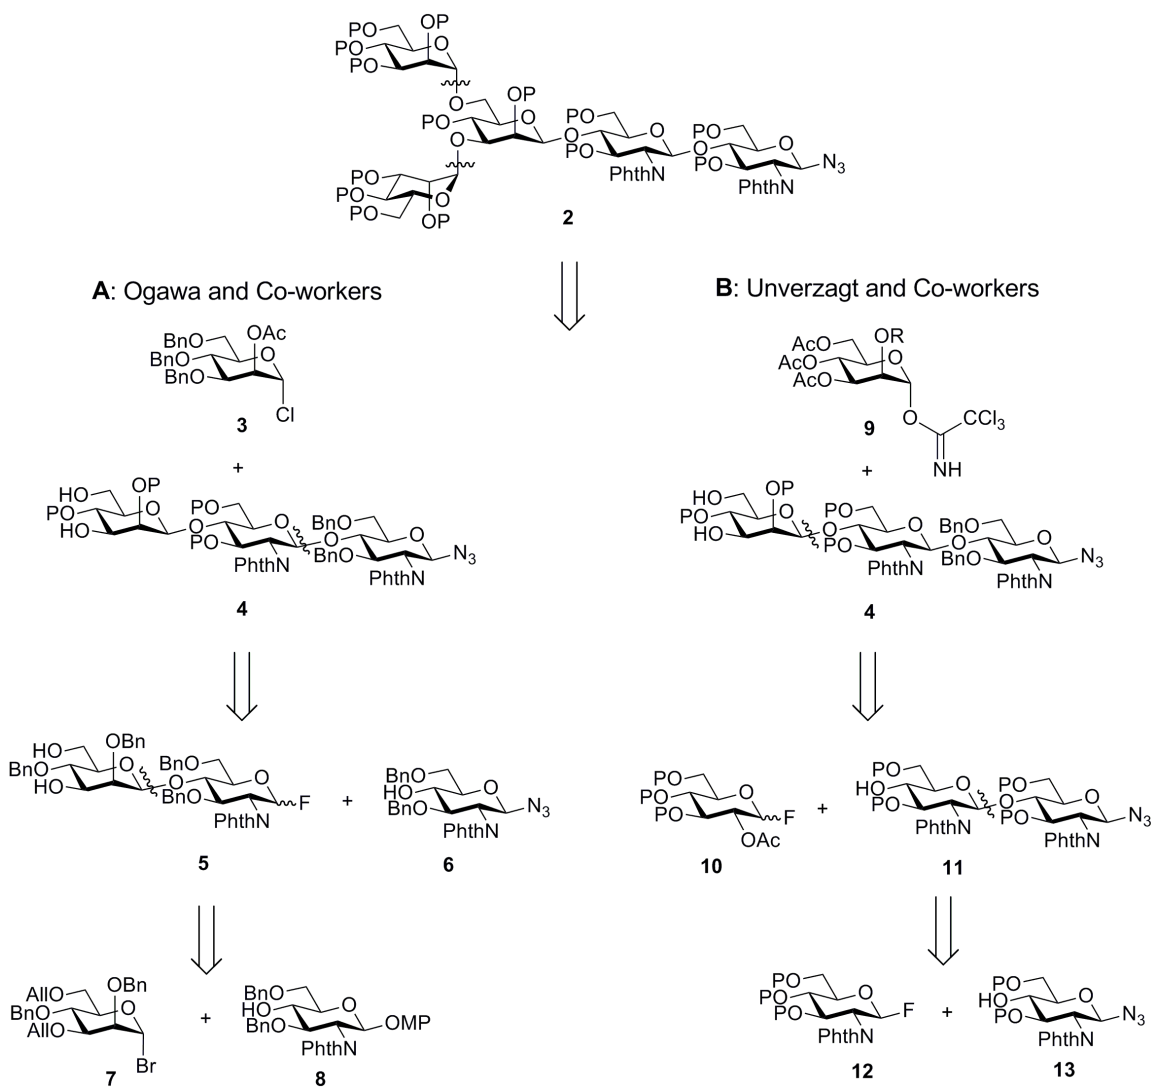 OP
PO
PO
O
PO
O
OP
PO
PO
O
PO
O
O
PO
O
O
PO
O
O
PO
N3
PhthN
PhthN
PO
PO
O
PO
OP
2
A: Ogawa and Co-workers
B: Unverzagt and Co-workers
OAc
BnO
BnO
O
BnO
Cl
3
+
OR
AcO
AcO
O
AcO
O
CCl3
NH
9
+
OP
HO
PO
O
PO
O
O
BnO
O
O
HO
PO
BnO
N3
PhthN
PhthN
4
OP
HO
PO
O
PO
O
O
BnO
O
O
HO
PO
BnO
N3
PhthN
PhthN
4
OBn
HO
BnO
O
BnO
O
O
HO
BnO
F
PhthN
5
+
BnO
HO
O
BnO
N3
PhthN
6
PO
PO
O
PO
F
OAc
10
+
PO
HO
O
PO
O
O
PO
PO
N3
PhthN
PhthN
11
OBn
AllO
BnO
O
AllO
Br
7
+
BnO
HO
O
BnO
OMP
PhthN
8
PO
PO
O
PO
F
PhthN
12
+
PO
HO
O
PO
N3
PhthN
13